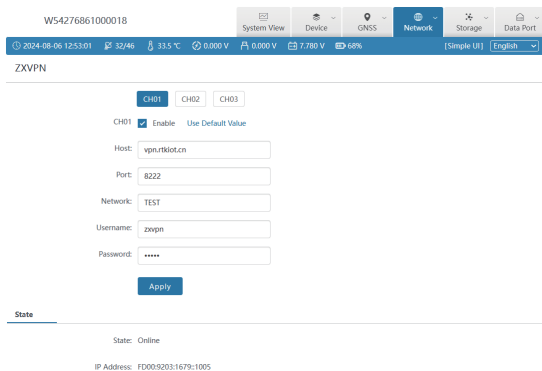 W54276861000018
System View
Device
GNSS
Network
Storage
Data Port
2024-08-06 12:53:01 32/46 33.5 ℃ 0.000 V 0.000 V 7.780 V 68% [Simple UI] English
ZXVPN
CH01 CH02 CH03
CH01 Enable Use Default Value
Host: vpn.rtkiot.cn
Port: 8222
Network: TEST
Username: zxvpn
Password: •••••
Apply
State
State: Online
IP Address: FD00:9203:1679::1005